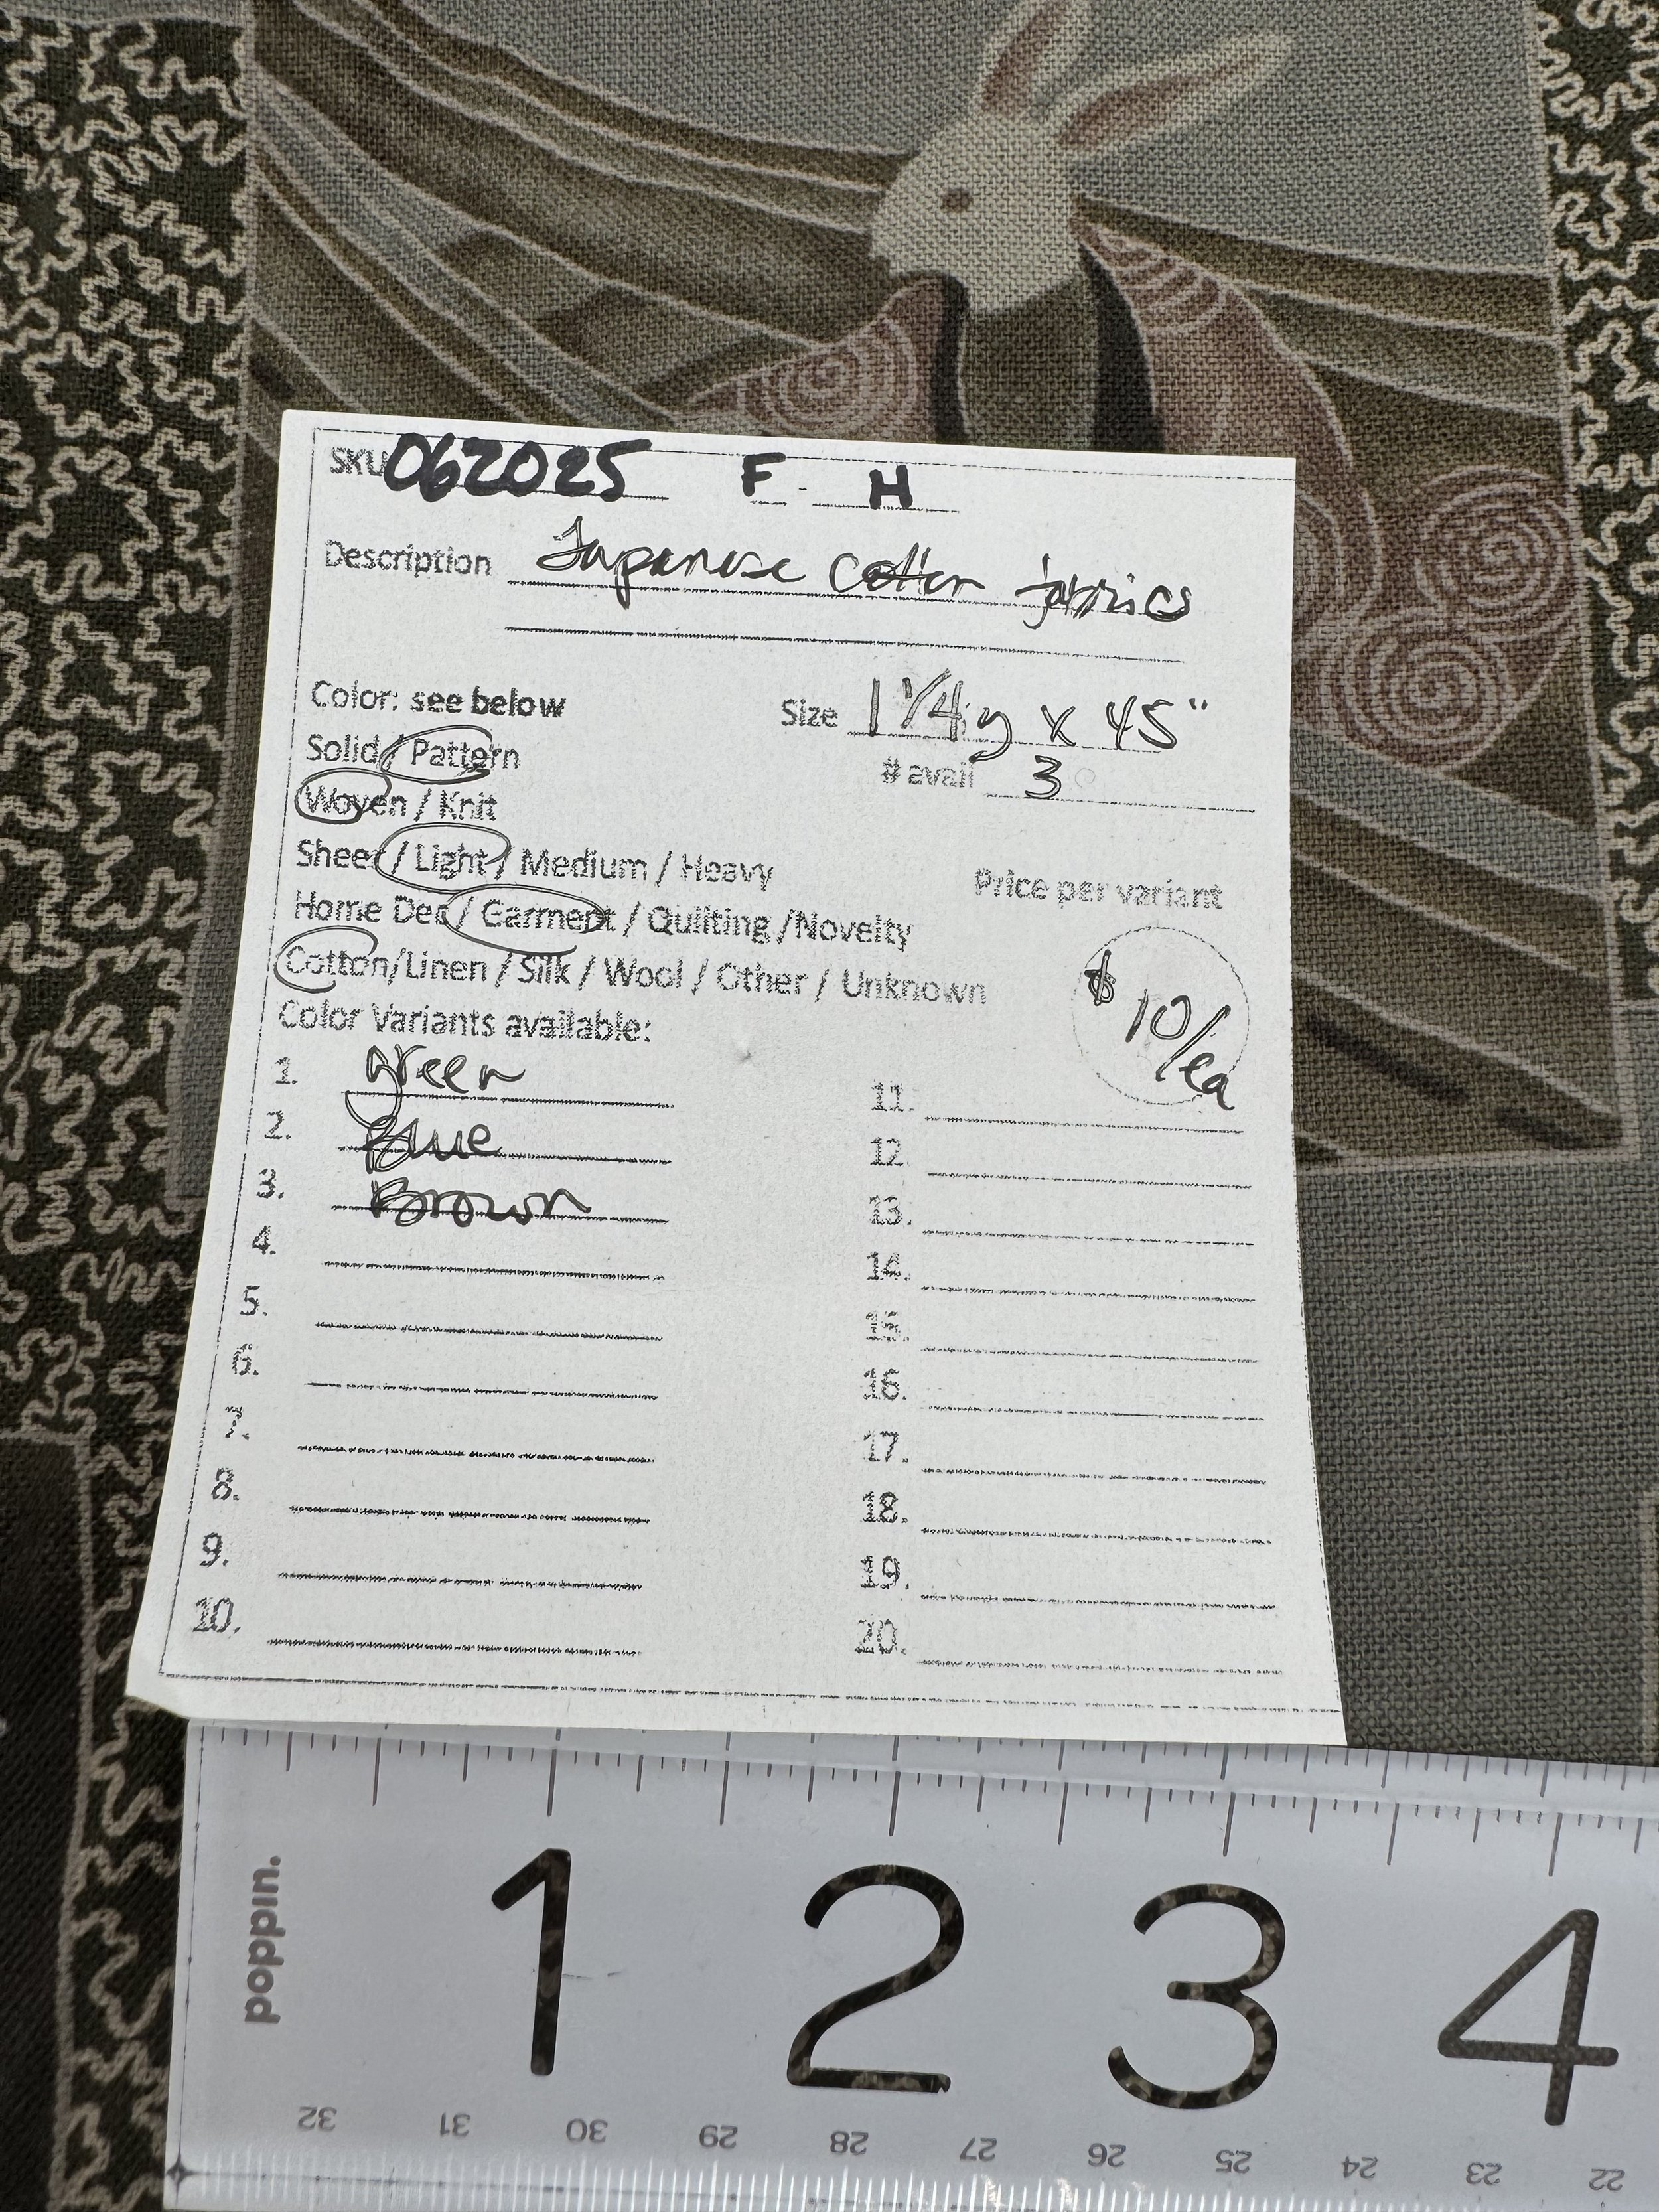 SKU 062025 F - H
Description Japanese cotton fabrics
Color: see below
Size 1 1/4 y x 45"
Solid / Pattern
# avail 3
Woven / Knit
Sheer / Light / Medium / Heavy
Price per variant
Home Dec / Garment / Quilting /Novelty
Cotton/Linen / Silk / Wool / Other / Unknown
$10/ea
Color Variants available:
1. green
2. Blue
3. Brown
4.
5.
6.
7.
8.
9.
10.
11.
12.
13.
14.
15.
16.
17.
18.
19.
20.
poppin.
1 2 3 4
32 31 30 29 28 27 26 25 24 23 22